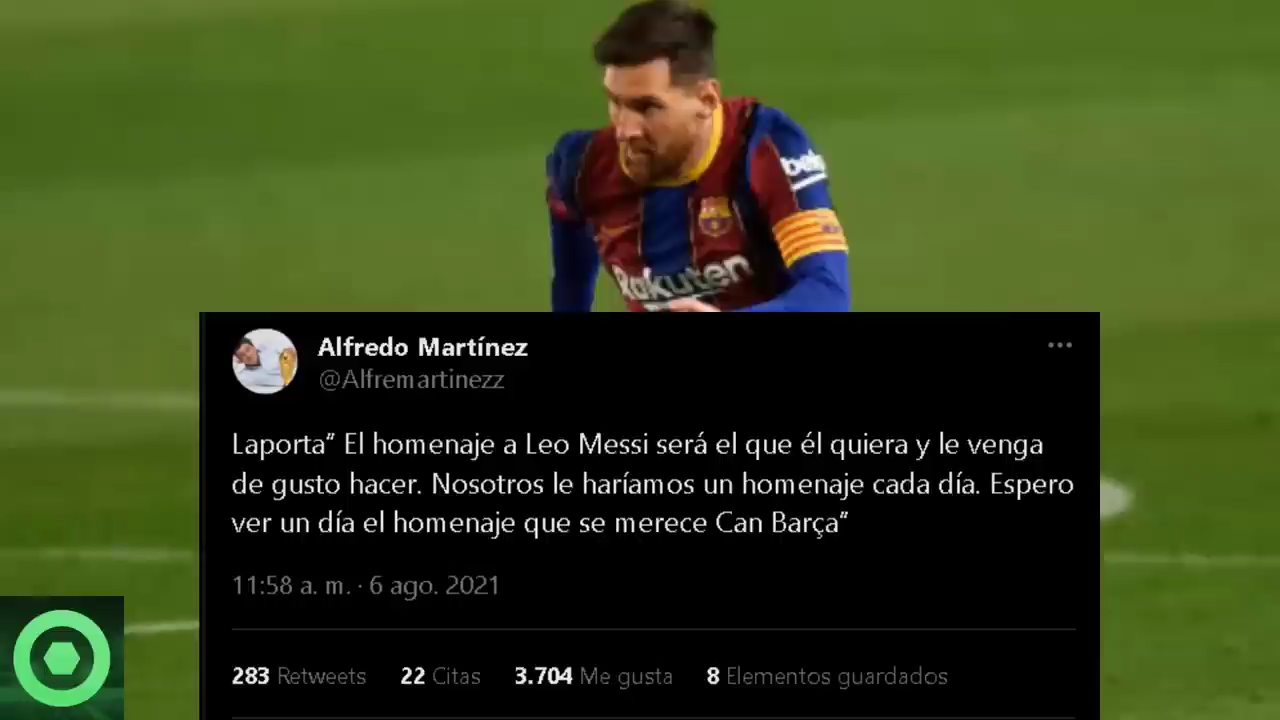 beko
Rakuten
Alfredo Martínez
@Alfremartinezz
Laporta” El homenaje a Leo Messi será el que él quiera y le venga
de gusto hacer. Nosotros le haríamos un homenaje cada día. Espero
ver un día el homenaje que se merece Can Barça”
11:58 a. m. · 6 ago. 2021
283 Retweets 22 Citas 3.704 Me gusta 8 Elementos guardados